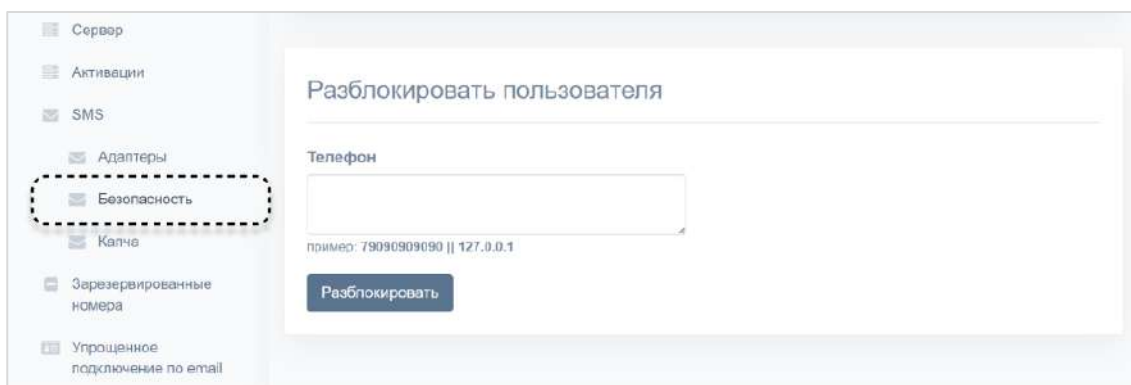 Сервер
Активации
SMS
Адаптеры
Безопасность
Капча
Зарезервированные
номера
Упрощенное
подключение по email
Разблокировать пользователя
Телефон
пример: 79090909090 || 127.0.0.1
Разблокировать